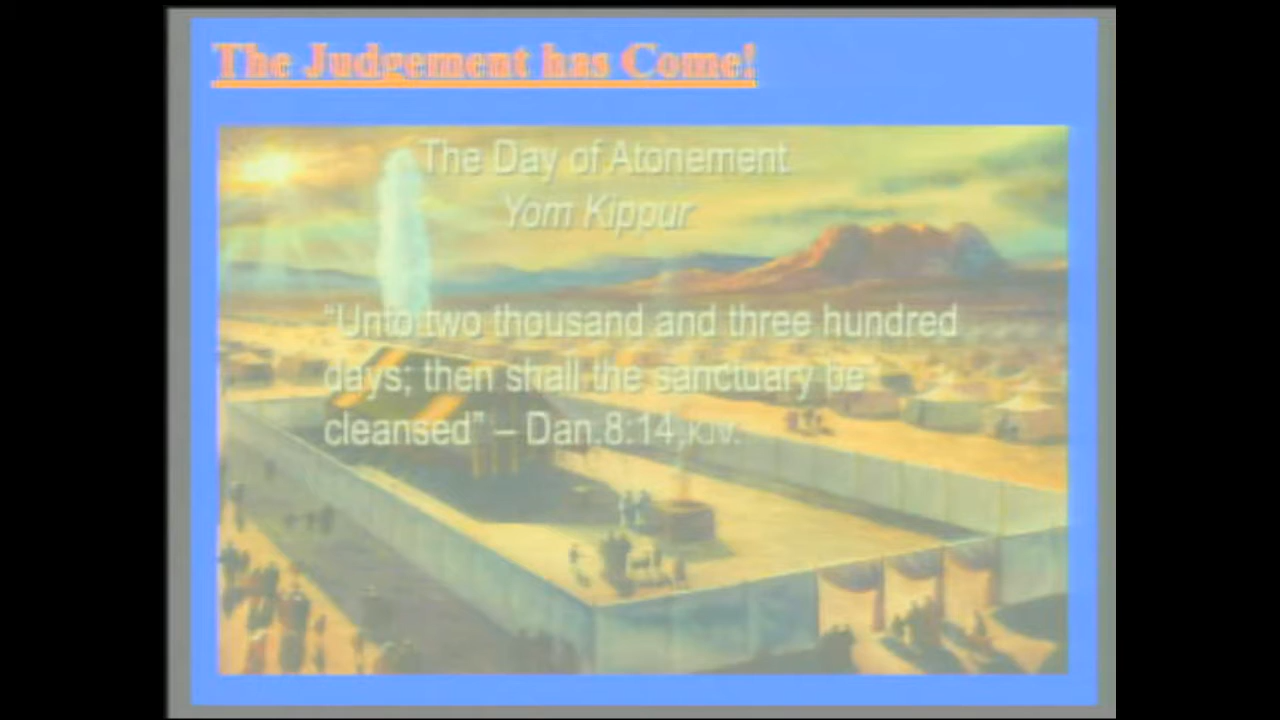 The Judgement has Come!
The Day of Atonement
Yom Kippur
“Unto two thousand and three hundred
days; then shall the sanctuary be
cleansed” – Dan.8:14,KJV.